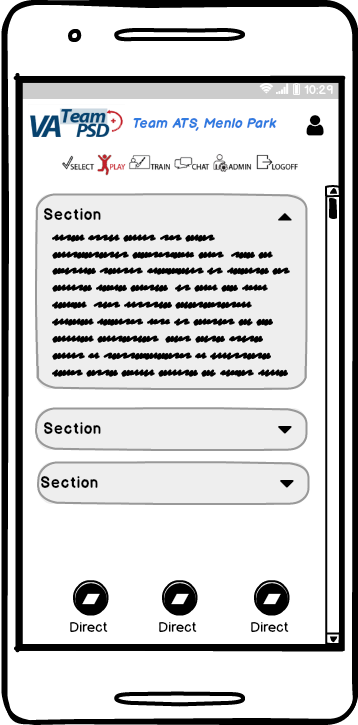 10:29
VA Team PSD
Team ATS, Menlo Park
SELECT PLAY TRAIN CHAT ADMIN LOGOFF
Section
Section
Section
Direct Direct Direct